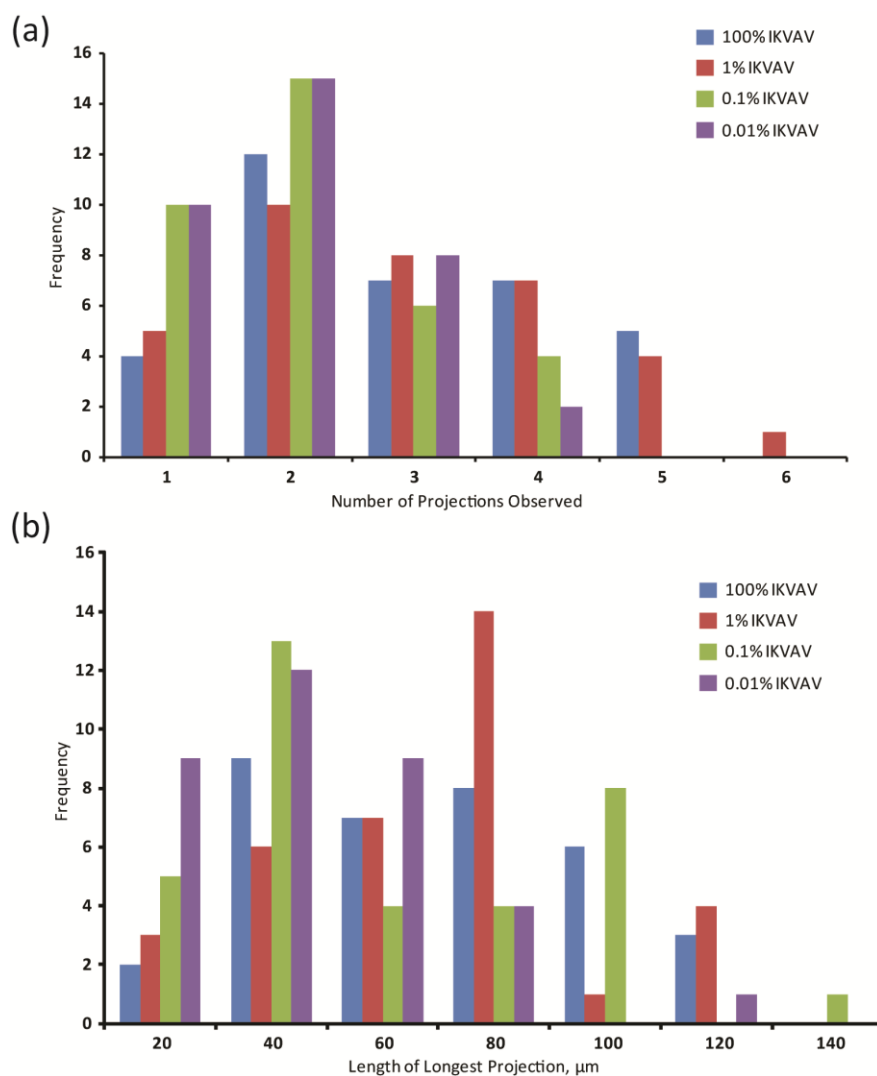 (a)
16
14
12
10
8
6
4
2
0
Frequency
1 2 3 4 5 6
Number of Projections Observed
100% IKVAV
1% IKVAV
0.1% IKVAV
0.01% IKVAV
(b)
16
14
12
10
8
6
4
2
0
Frequency
20 40 60 80 100 120 140
Length of Longest Projection, µm
100% IKVAV
1% IKVAV
0.1% IKVAV
0.01% IKVAV